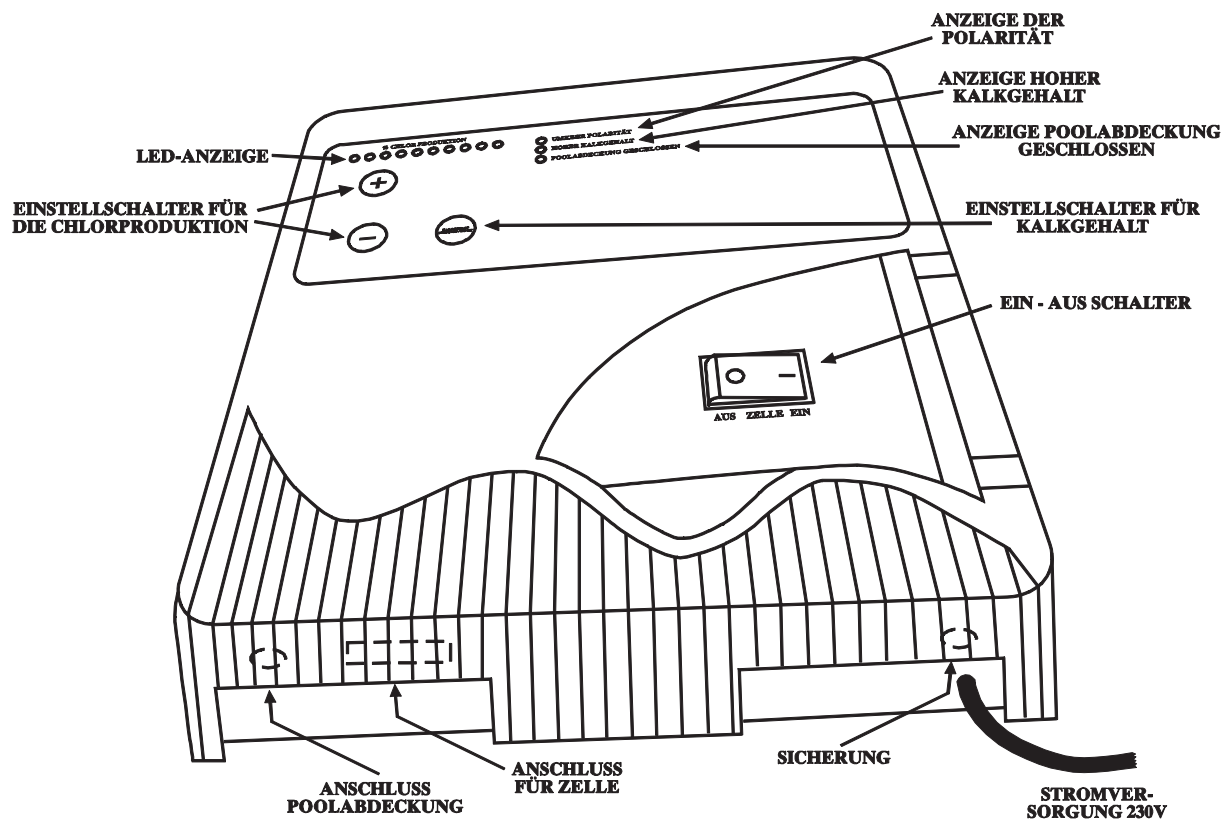 ANZEIGE DER
POLARITÄT
ANZEIGE HOHER
KALKGEHALT
ANZEIGE POOLABDECKUNG
GESCHLOSSEN
% CHLOR PRODUKTION
UMKEHR POLARITÄT
HOHER KALKGEHALT
POOLABDECKUNG GESCHLOSSEN
LED-ANZEIGE
+
EINSTELLSCHALTER FÜR
DIE CHLORPRODUKTION
–
EINSTELLSCHALTER FÜR
KALKGEHALT
EIN - AUS SCHALTER
AUS ZELLE EIN
SICHERUNG
ANSCHLUSS
FÜR ZELLE
ANSCHLUSS
POOLABDECKUNG
STROMVER-
SORGUNG 230V